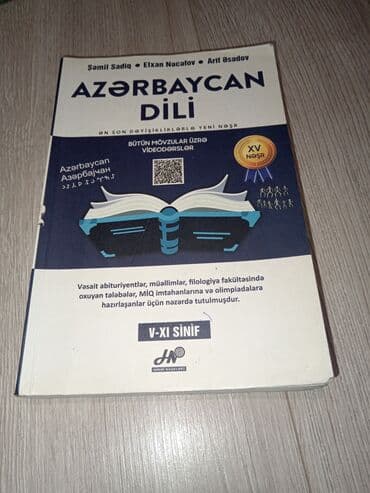 Şəmil Sadiq • Elxan Nəcəfov • Arif Əsədov
AZƏRBAYCAN
DİLİ
ƏN SON DƏYİŞİKLİKLƏRLƏ YENİ NƏŞR
BÜTÜN MÖVZULAR ÜZRƏ
VİDEODƏRSLƏR
XV
NƏŞR
Azərbaycan
Азәрбајҹан
Vəsait abituriyentlər, müəllimlər, filologiya fakültəsində
oxuyan tələbələr, MİQ imtahanlarına və olimpiadalara
hazırlaşanlar üçün nəzərdə tutulmuşdur.
V-XI SİNİF